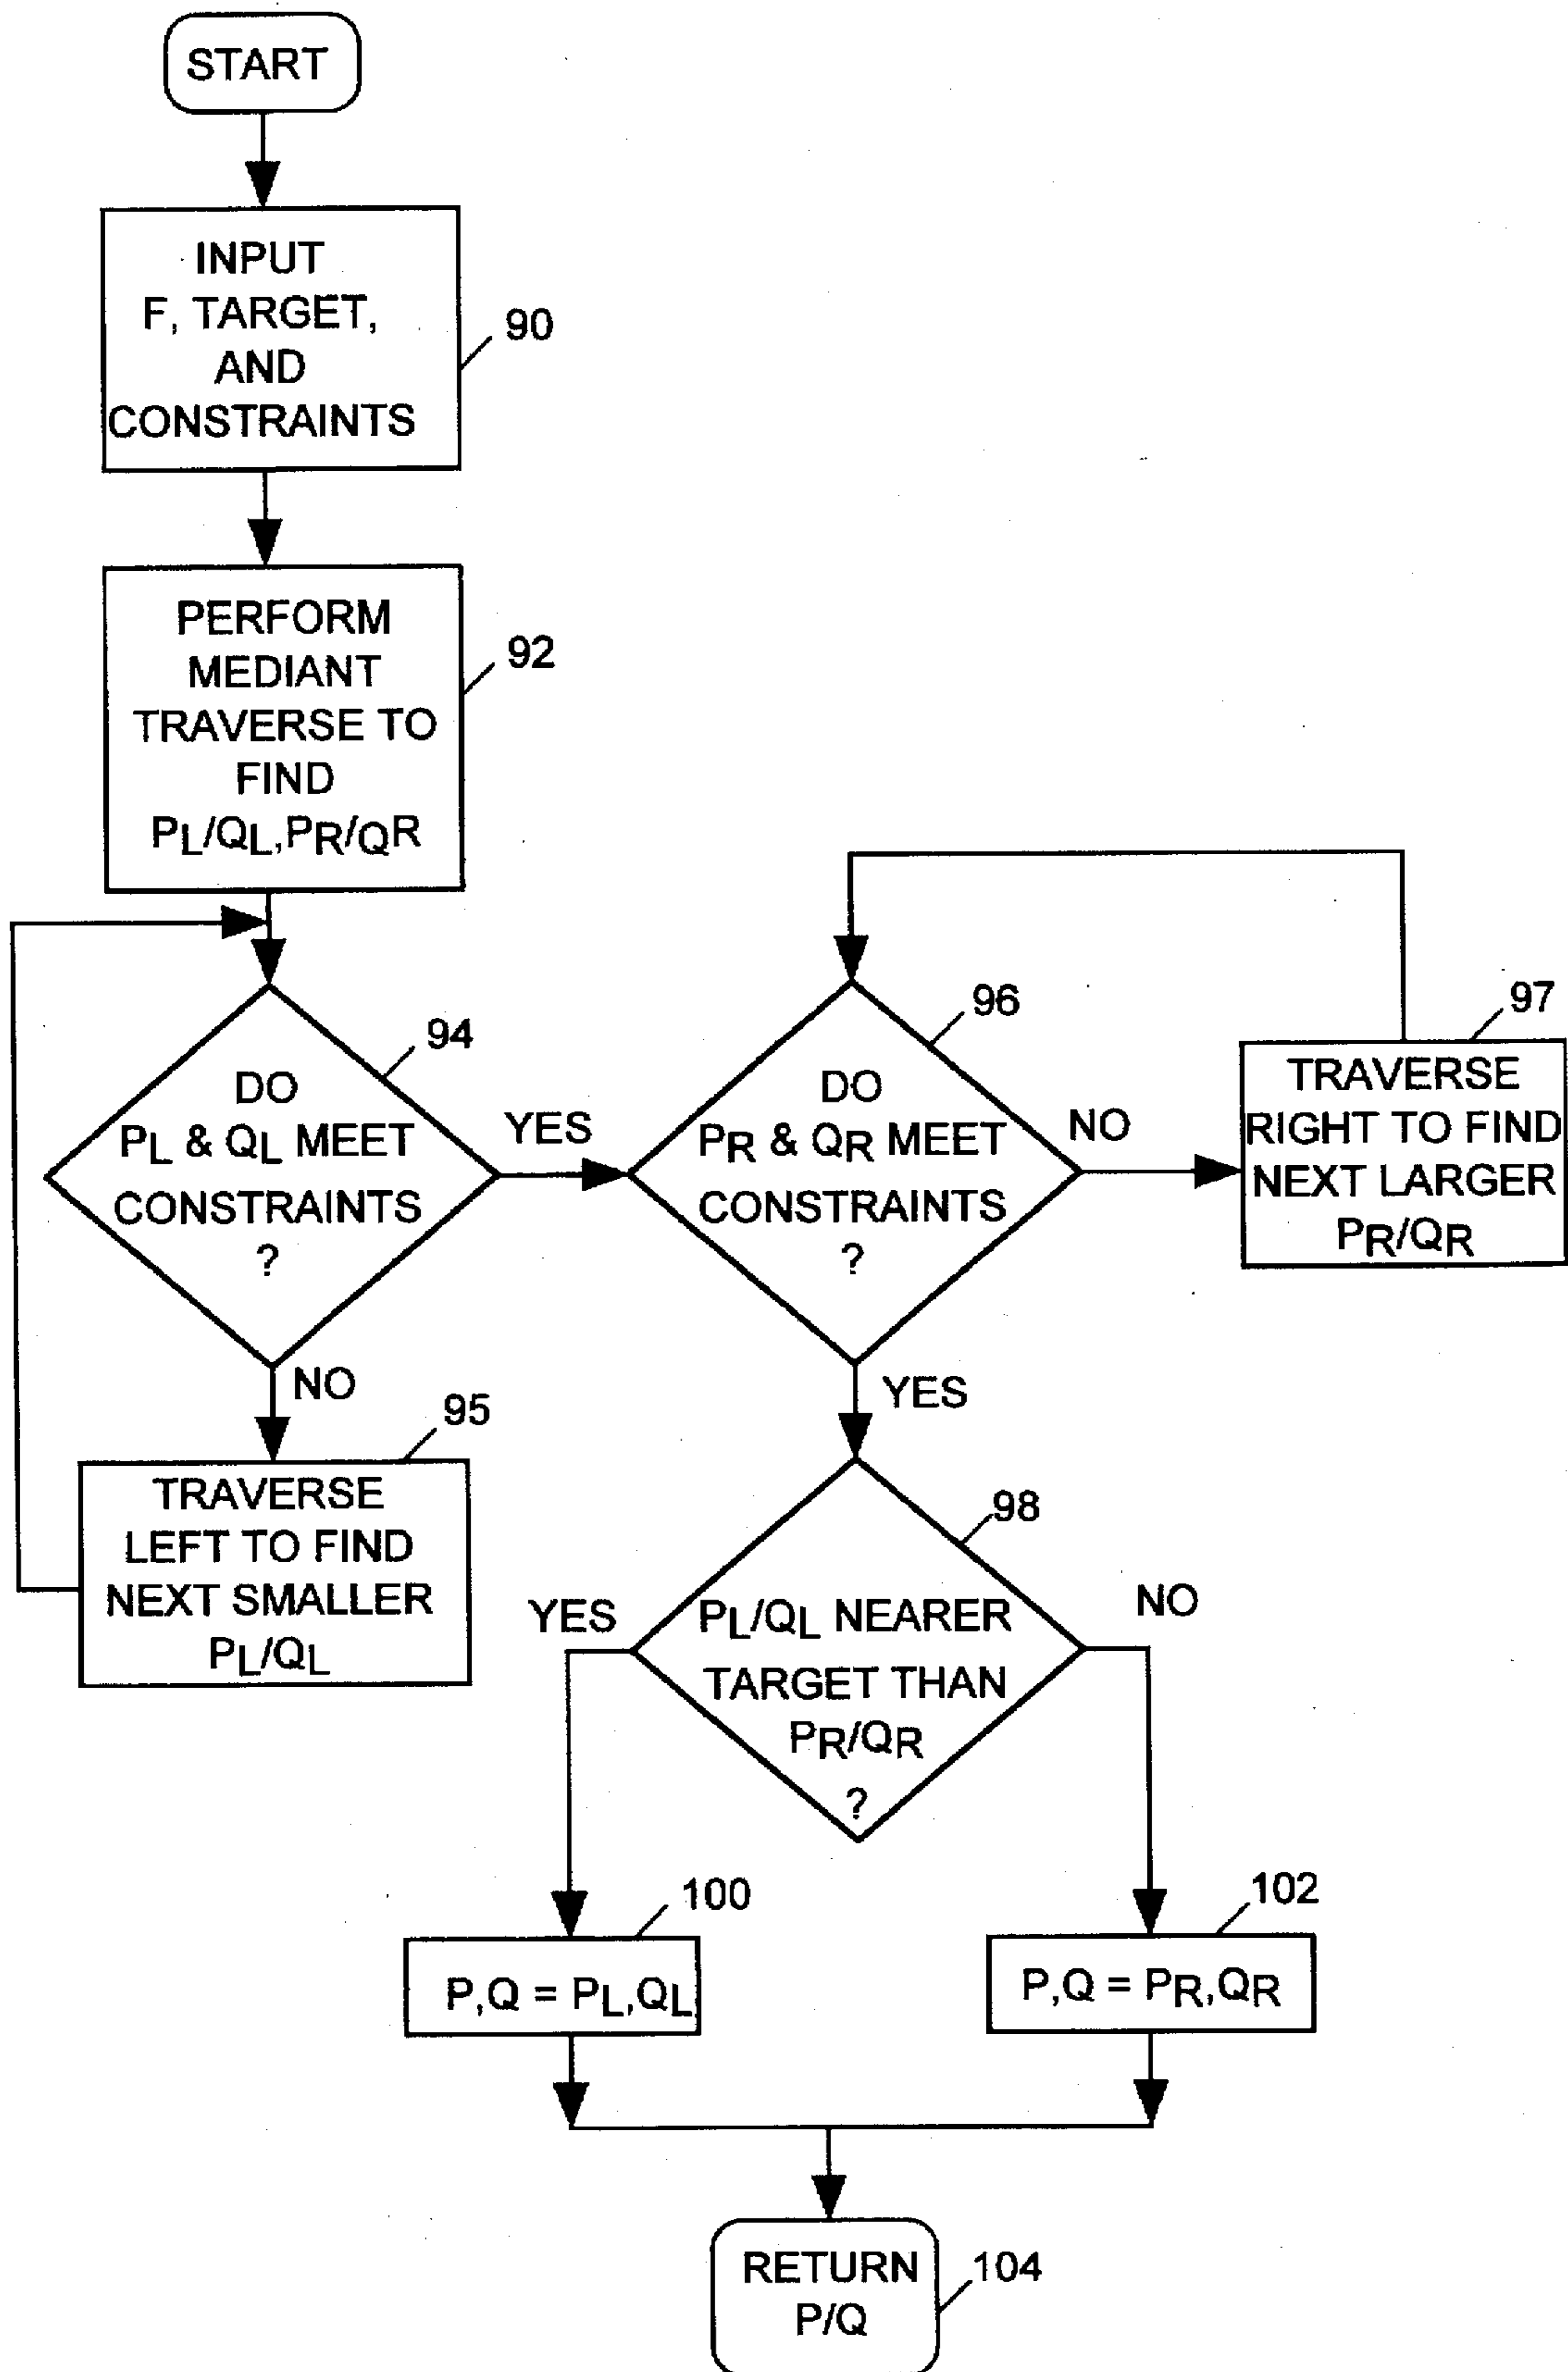 START
INPUT
F, TARGET,
AND
CONSTRAINTS
90
PERFORM
MEDIANT
TRAVERSE TO
FIND
PL/QL,PR/QR
92
DO
PL & QL MEET
CONSTRAINTS
?
94
YES
NO
DO
PR & QR MEET
CONSTRAINTS
?
96
NO
YES
TRAVERSE
RIGHT TO FIND
NEXT LARGER
PR/QR
97
TRAVERSE
LEFT TO FIND
NEXT SMALLER
PL/QL
95
PL/QL NEARER
TARGET THAN
PR/QR
?
98
YES
NO
P,Q = PL,QL
100
P,Q = PR,QR
102
RETURN
P/Q
104